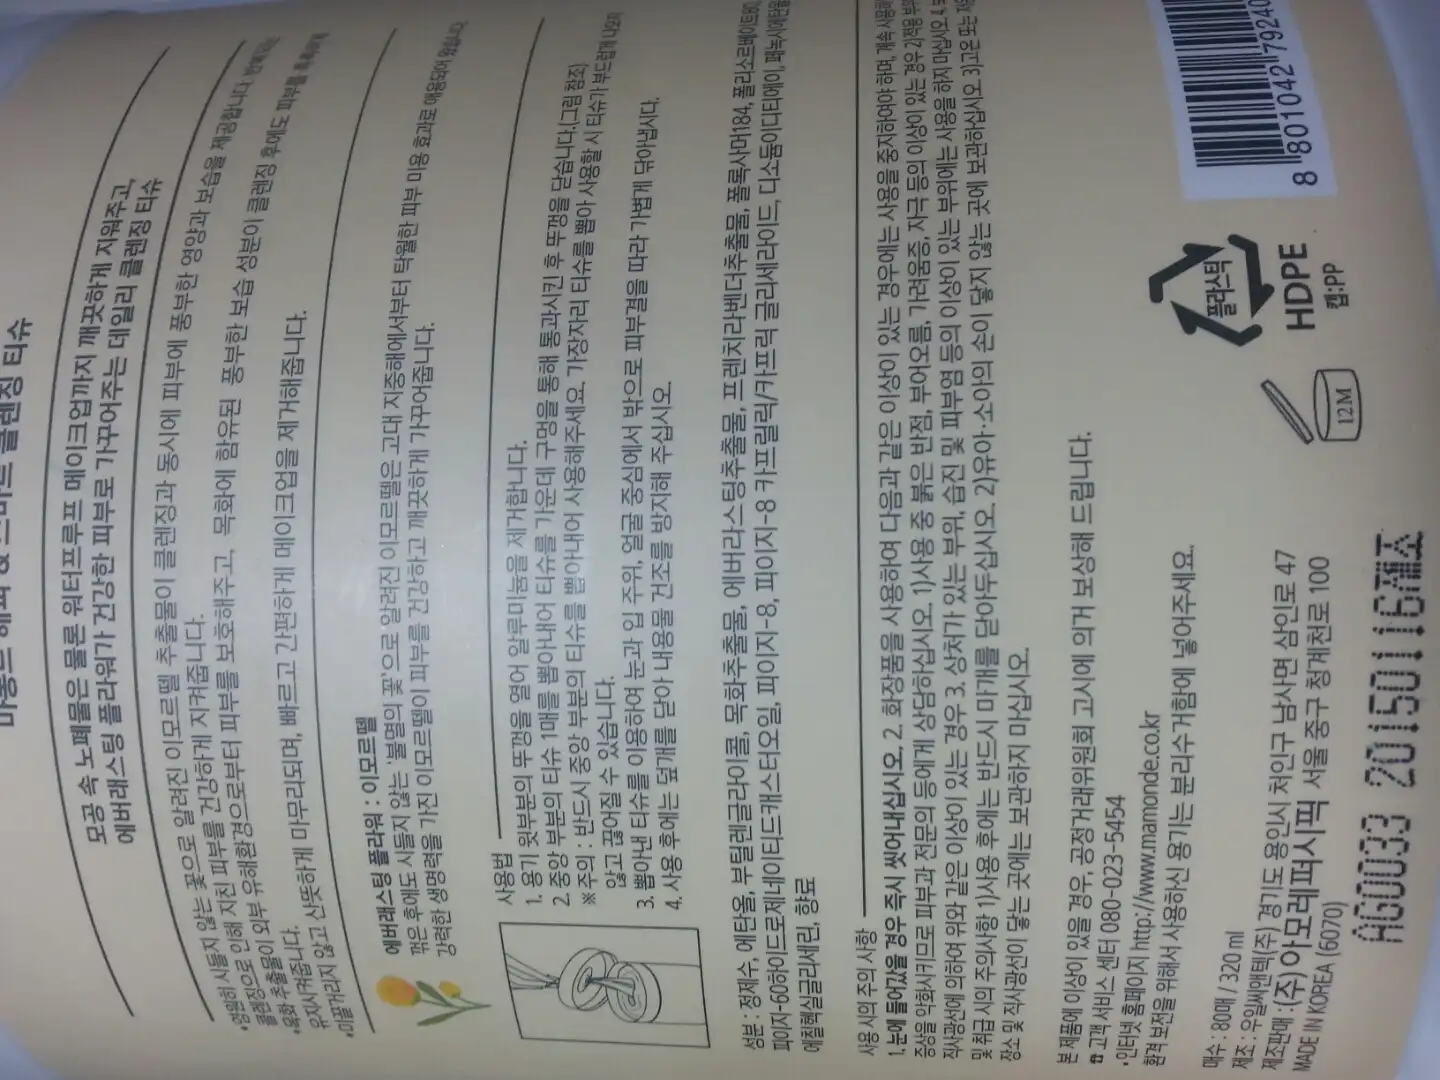 클렌징 티슈
모공 속 노폐물은 물론 워터프루프 메이크업까지 깨끗하게 지워주고,
에버래스팅 플라워가 건강한 피부로 가꾸어주는 데일리 클렌징 티슈
*영원히 시들지 않는 꽃으로 알려진 이모르뗄 추출물이 클렌징과 동시에 피부에 풍부한 영양과 보습을 제공합니다.
클렌징으로 인해 지친 피부를 건강하게 지켜줍니다.
*목화 추출물이 외부 유해환경으로부터 피부를 보호해주고, 목화에 함유된 풍부한 보습 성분이 클렌징 후에도 피부를 촉촉하게
유지시켜줍니다.
*미끌거리지 않고 산뜻하게 마무리되며, 빠르고 간편하게 메이크업을 제거해줍니다.
에버래스팅 플라워 : 이모르뗄
꺾은 후에도 시들지 않는 '불멸의 꽃'으로 알려진 이모르뗄은 고대 지중해에서부터 탁월한 피부 미용 효과로 애용되어 왔습니다.
강력한 생명력을 가진 이모르뗄이 피부를 건강하고 깨끗하게 가꾸어줍니다.
사용법
1. 용기 윗부분의 뚜껑을 열어 알루미늄을 제거합니다.
2. 중앙 부분의 티슈 1매를 뽑아내어 티슈를 가운데 구멍을 통해 통과시킨 후 뚜껑을 닫습니다.(그림 참조)
※ 주의 : 반드시 중앙 부분의 티슈를 뽑아내어 사용해주세요. 가장자리 티슈를 뽑아 사용할 시 티슈가 부드럽게 나오지
않고 끊어질 수 있습니다.
3. 뽑아낸 티슈를 이용하여 눈과 입 주위, 얼굴 중심에서 밖으로 피부결을 따라 가볍게 닦아냅니다.
4. 사용 후에는 덮개를 닫아 내용물 건조를 방지해 주십시오.
성분 : 정제수, 에탄올, 부틸렌글라이콜, 목화추출물, 에버라스팅추출물, 프렌치라벤더추출물, 폴록사머184, 폴리소르베이트80,
피이지-60하이드로제네이티드캐스터오일, 피이지-8, 피이지-8 카프릴릭/카프릭 글리세라이드, 디소듐이디티에이, 페녹시에탄올
에칠헥실글리세린, 향료
사용 시의 주의 사항
1. 눈에 들어갔을 경우 즉시 씻어내십시오. 2. 화장품을 사용하여 다음과 같은 이상이 있는 경우에는 사용을 중지하여야 하며, 계속 사용하면
증상을 악화시키므로 피부과 전문의 등에게 상담하십시오. 1)사용 중 붉은 반점, 부어오름, 가려움증, 자극 등의 이상이 있는 경우 2)적용 부위가
직사광선에 의하여 위와 같은 이상이 있는 경우 3. 상처가 있는 부위, 습진 및 피부염 등의 이상이 있는 부위에는 사용을 하지 마십시오 4. 보
및 취급 시의 주의사항 1)사용 후에는 반드시 마개를 닫아두십시오. 2)유아·소아의 손이 닿지 않는 곳에 보관하십시오. 3)고온 또는 저
장소 및 직사광선이 닿는 곳에는 보관하지 마십시오.
본 제품에 이상이 있을 경우, 공정거래위원회 고시에 의거 보상해 드립니다.
☎ 고객 서비스 센터 080-023-5454
·인터넷 홈페이지 http://www.mamonde.co.kr
환경 보전을 위해서 사용하신 용기는 분리수거함에 넣어주세요.
매수 : 80매 / 320 ml
제조 : 우일씨앤텍(주) 경기도 용인시 처인구 남사면 삼인로 47
제조판매 : (주)아모레퍼시픽 서울 중구 청계천로 100
MADE IN KOREA (6070)
12M
플라스틱
HDPE
캡:PP
8 801042 79240
AG0033 20150116제조